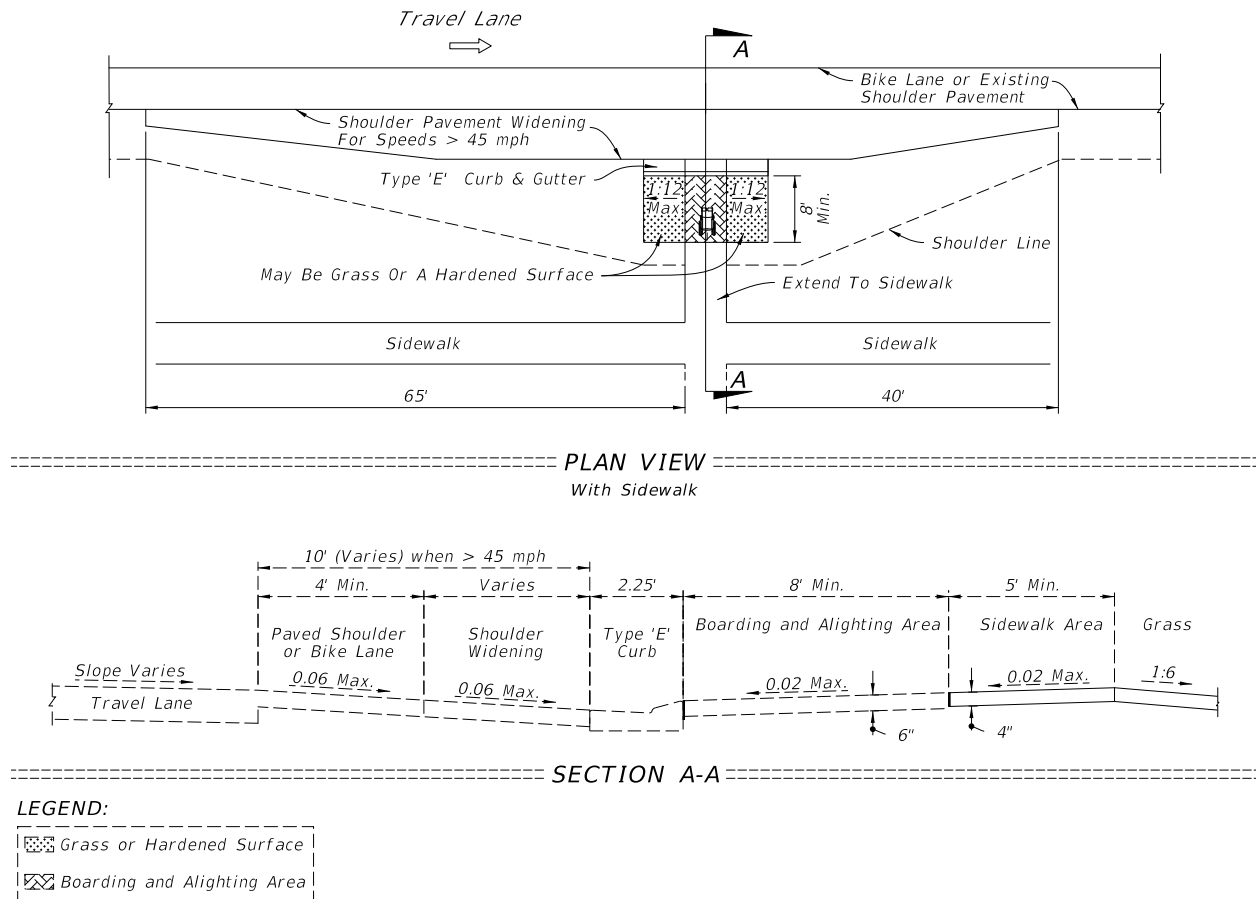 Travel Lane
A
Bike Lane or Existing
Shoulder Pavement
Shoulder Pavement Widening
For Speeds > 45 mph
Type 'E' Curb & Gutter
1:12
Max
1:12
Max
8'
Min.
Shoulder Line
May Be Grass Or A Hardened Surface
Extend To Sidewalk
Sidewalk
Sidewalk
A
65'
40'
PLAN VIEW
With Sidewalk
10' (Varies) when > 45 mph
4' Min.
Varies
2.25'
8' Min.
5' Min.
Paved Shoulder
or Bike Lane
Shoulder
Widening
Type 'E'
Curb
Boarding and Alighting Area
Sidewalk Area
Grass
Slope Varies
0.06 Max.
0.06 Max.
0.02 Max.
0.02 Max.
1:6
Travel Lane
6"
4"
SECTION A-A
LEGEND:
Grass or Hardened Surface
Boarding and Alighting Area